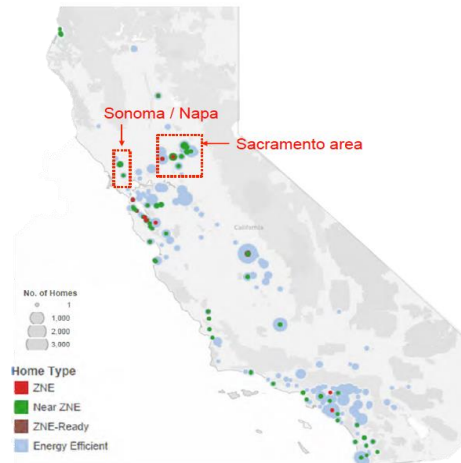 Sonoma / Napa
Sacramento area
California
No. of Homes
1
1,000
2,000
3,000
Home Type
ZNE
Near ZNE
ZNE-Ready
Energy Efficient